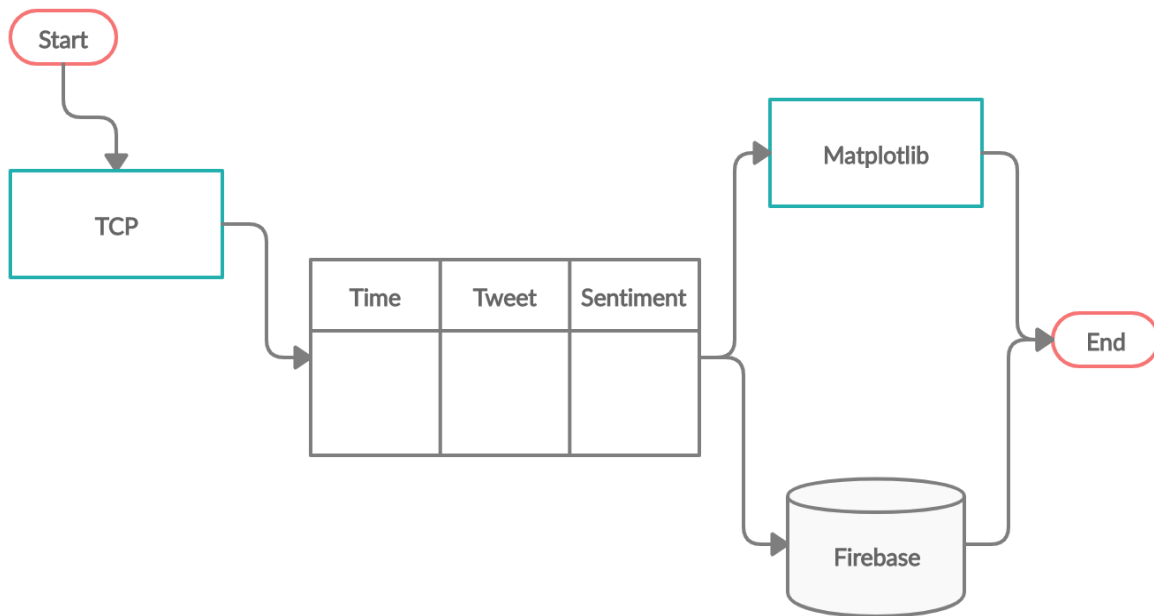 Start
TCP
Time Tweet Sentiment
Matplotlib
Firebase
End